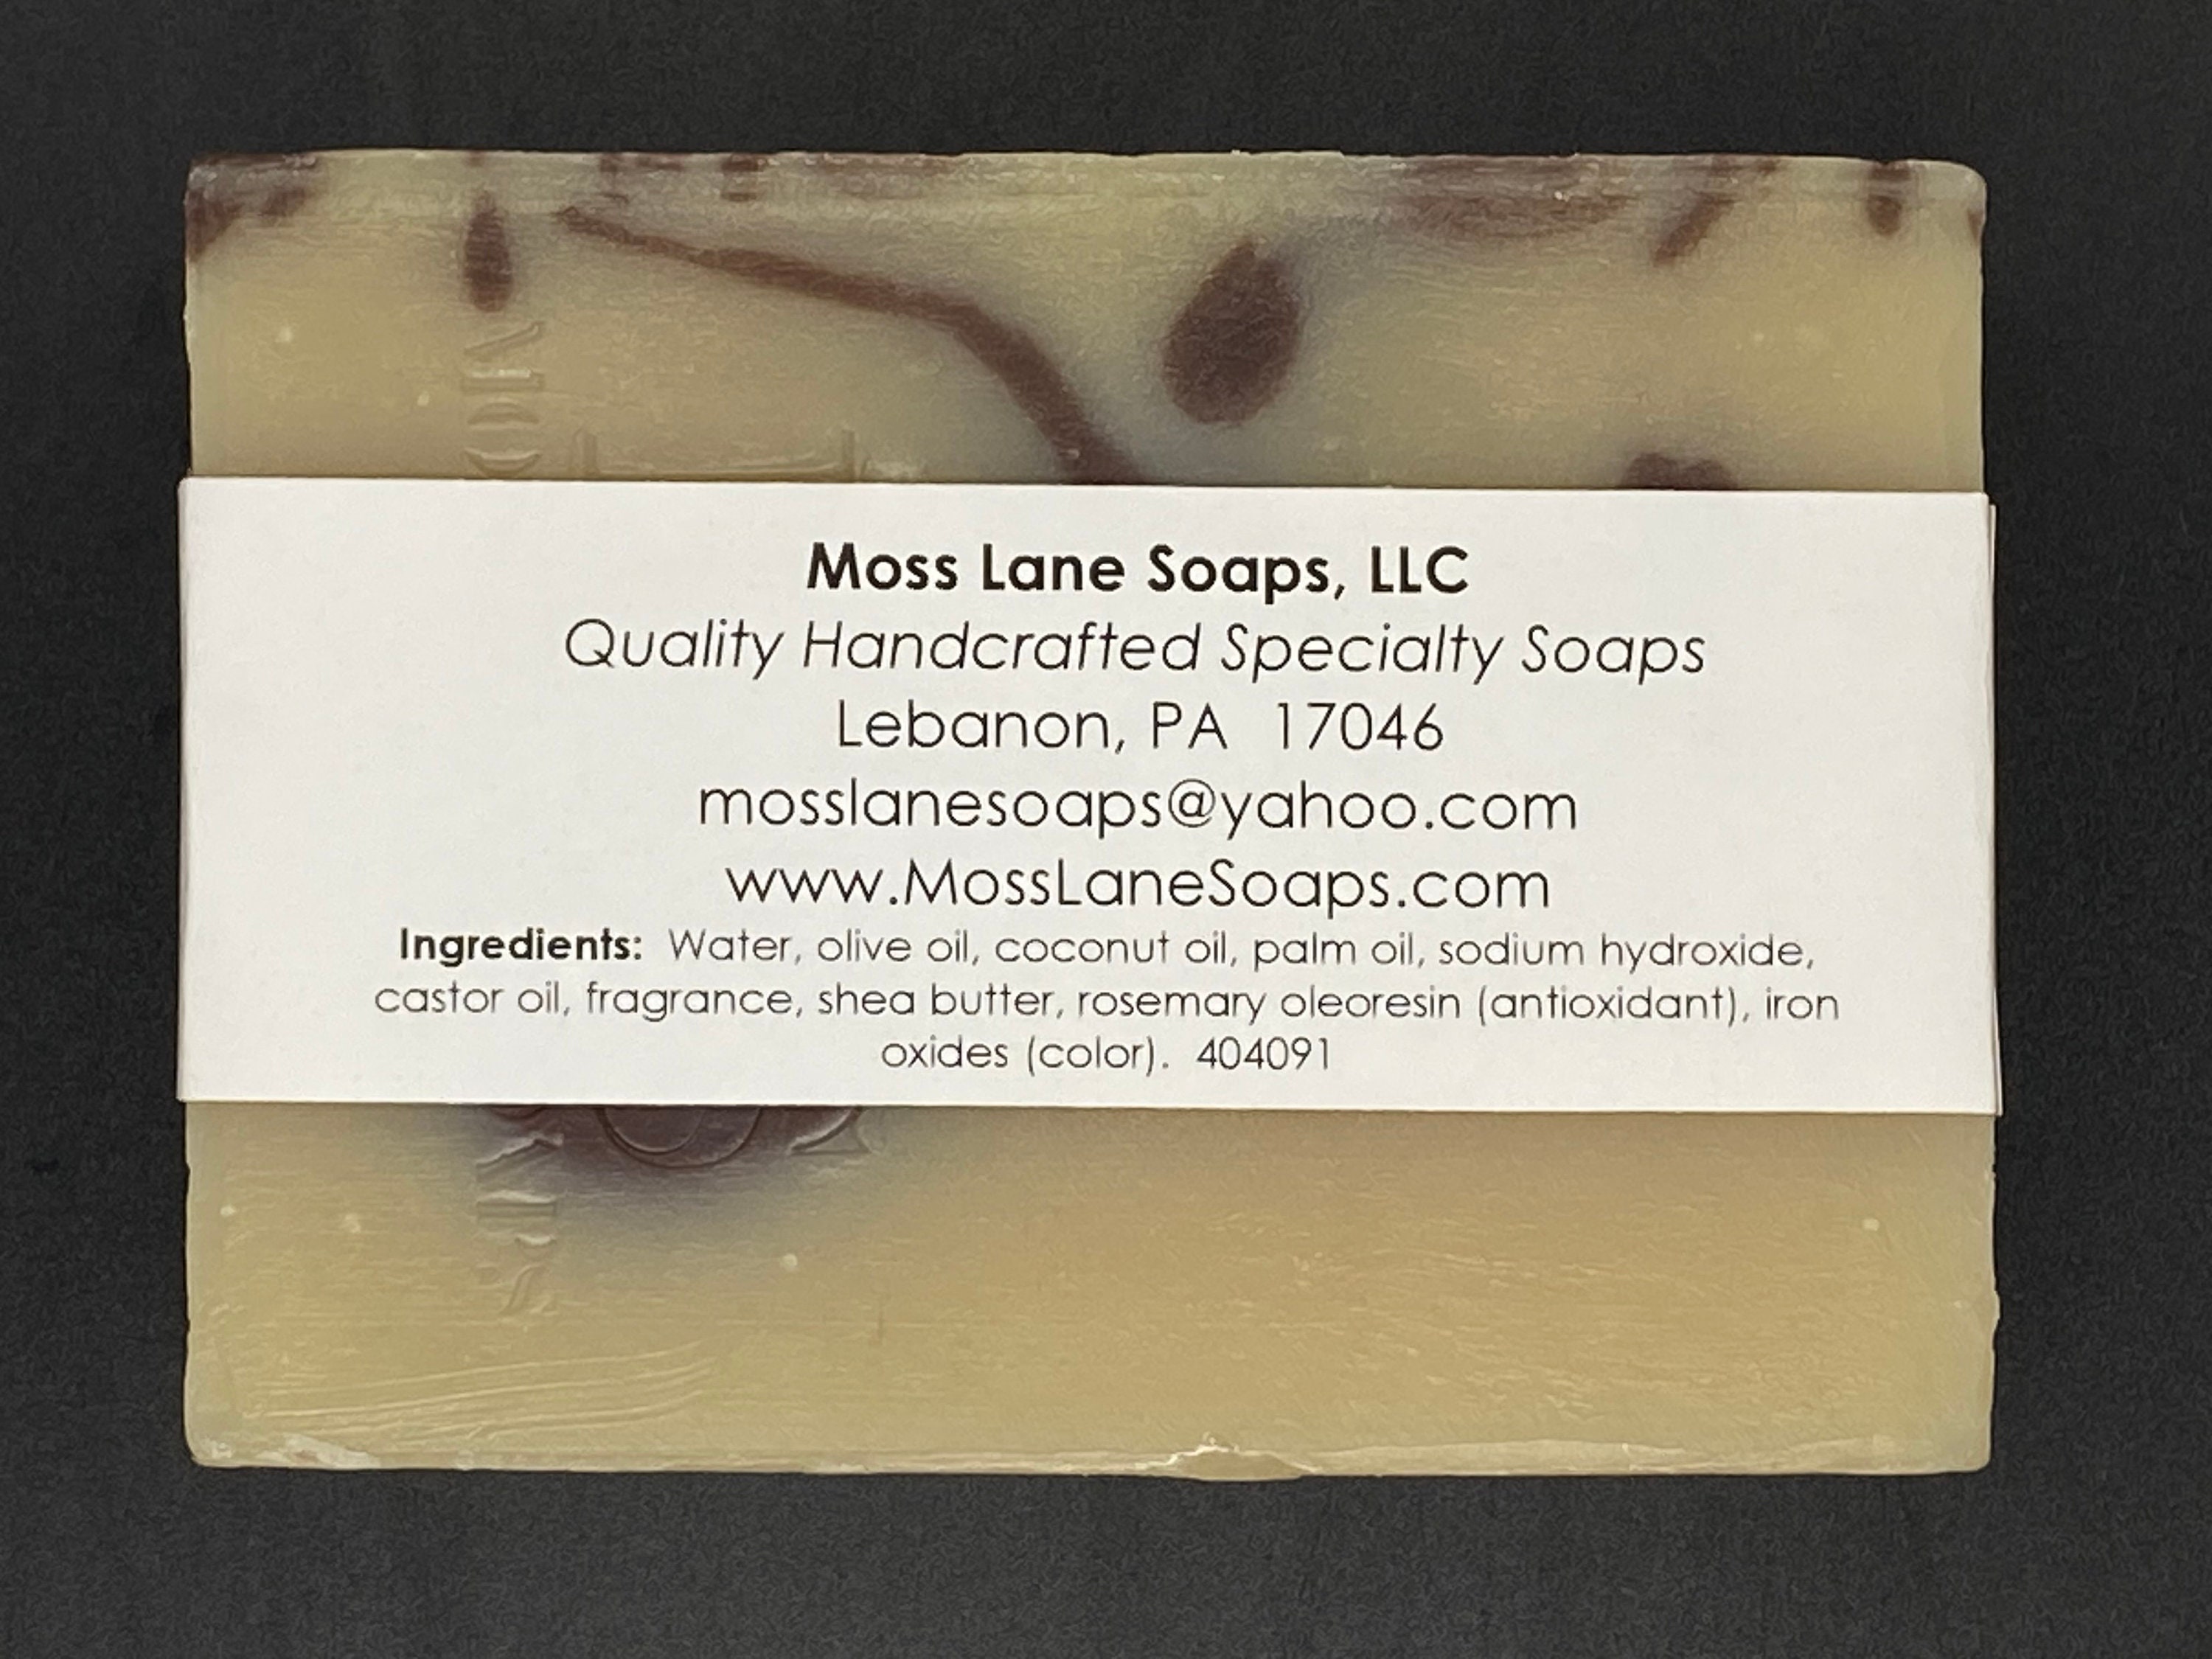 Moss Lane Soaps, LLC
Quality Handcrafted Specialty Soaps
Lebanon, PA  17046
mosslanesoaps@yahoo.com
www.MossLaneSoaps.com
Ingredients:  Water, olive oil, coconut oil, palm oil, sodium hydroxide,
castor oil, fragrance, shea butter, rosemary oleoresin (antioxidant), iron
oxides (color).  404091